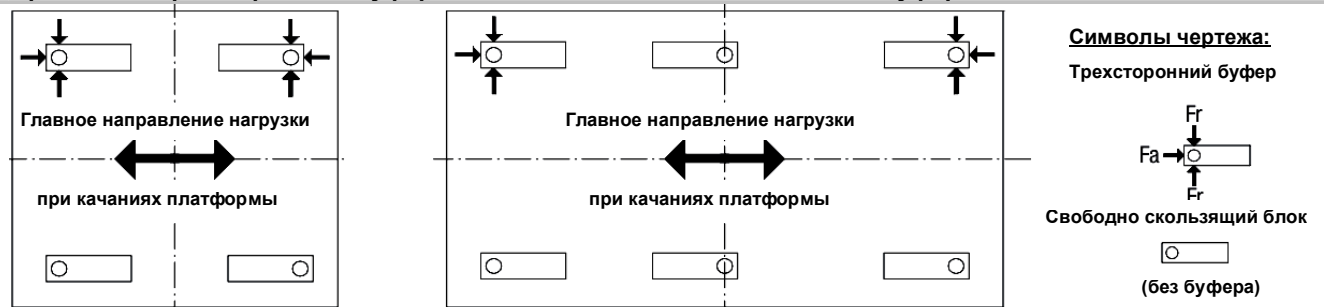 Главное направление нагрузки
при качаниях платформы
Главное направление нагрузки
при качаниях платформы
Символы чертежа:
Трехсторонний буфер
Fr
Fa
Fr
Свободно скользящий блок
(без буфера)